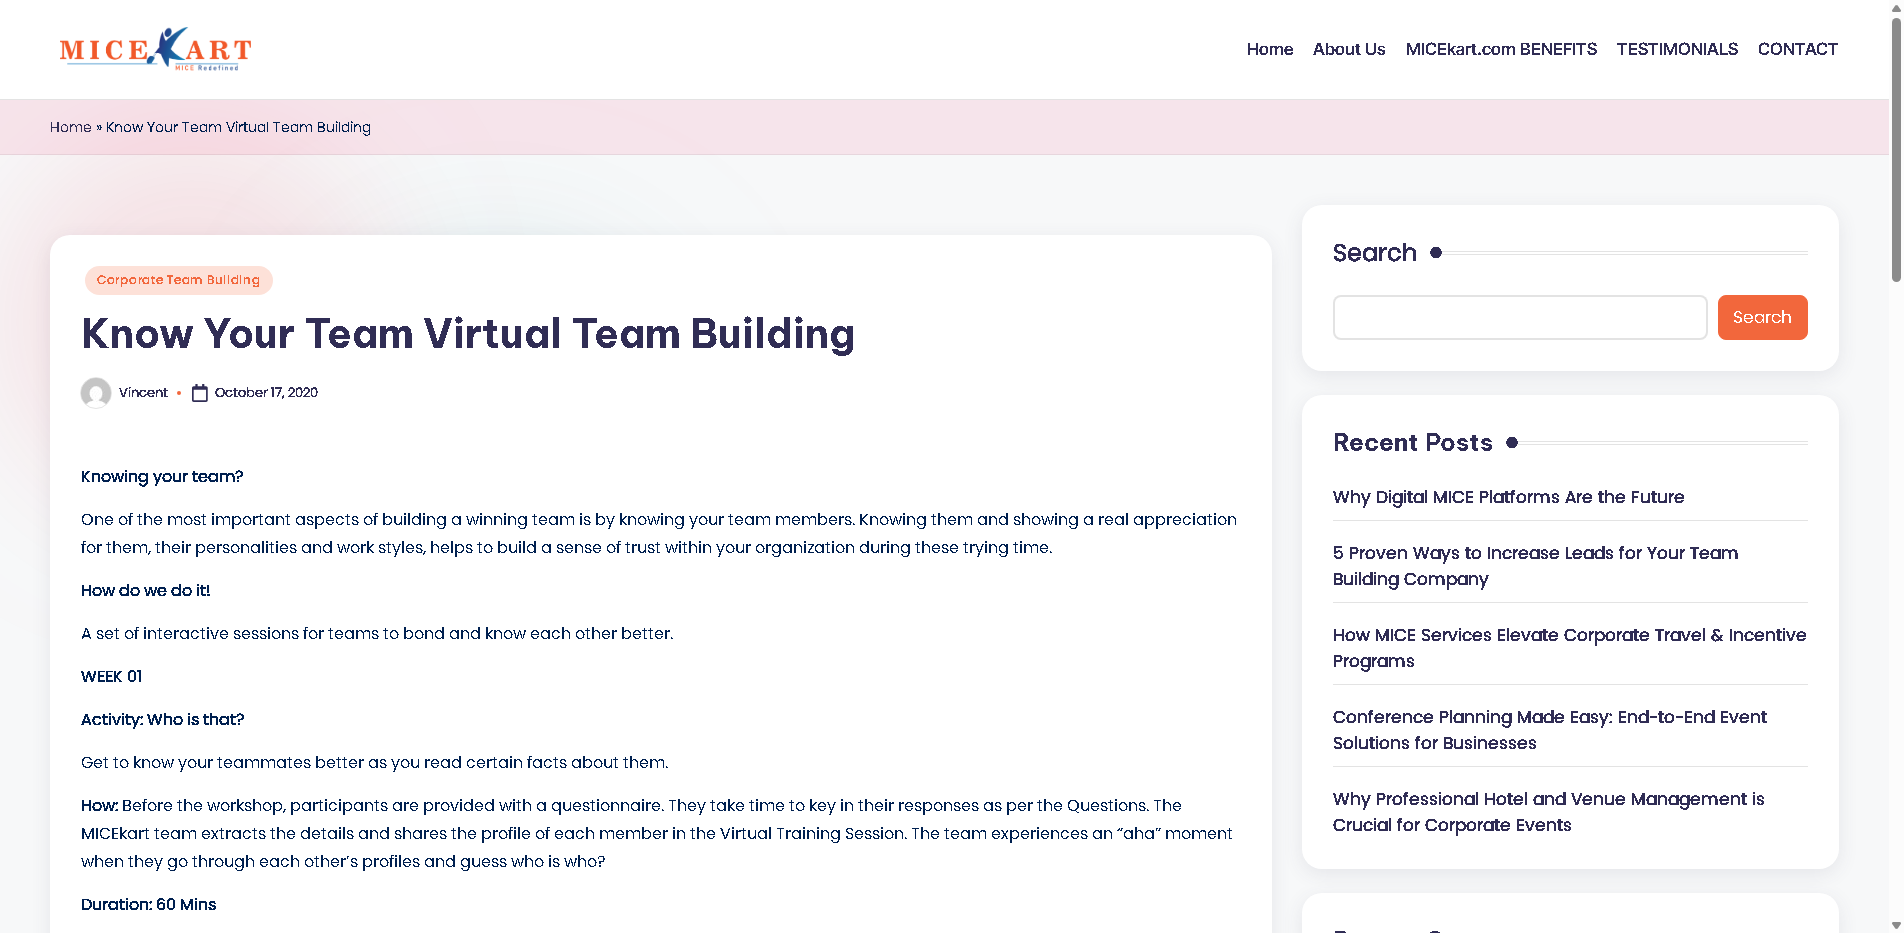 MICEKART
MICE Redefined
Home About Us MICEkart.com BENEFITS TESTIMONIALS CONTACT
Home » Know Your Team Virtual Team Building
Corporate Team Building
Know Your Team Virtual Team Building
Vincent • October 17, 2020
Knowing your team?
One of the most important aspects of building a winning team is by knowing your team members. Knowing them and showing a real appreciation
for them, their personalities and work styles, helps to build a sense of trust within your organization during these trying time.
How do we do it!
A set of interactive sessions for teams to bond and know each other better.
WEEK 01
Activity: Who is that?
Get to know your teammates better as you read certain facts about them.
How: Before the workshop, participants are provided with a questionnaire. They take time to key in their responses as per the Questions. The
MICEkart team extracts the details and shares the profile of each member in the Virtual Training Session. The team experiences an “aha” moment
when they go through each other’s profiles and guess who is who?
Duration: 60 Mins
Search
Search
Recent Posts
Why Digital MICE Platforms Are the Future
5 Proven Ways to Increase Leads for Your Team
Building Company
How MICE Services Elevate Corporate Travel & Incentive
Programs
Conference Planning Made Easy: End-to-End Event
Solutions for Businesses
Why Professional Hotel and Venue Management is
Crucial for Corporate Events